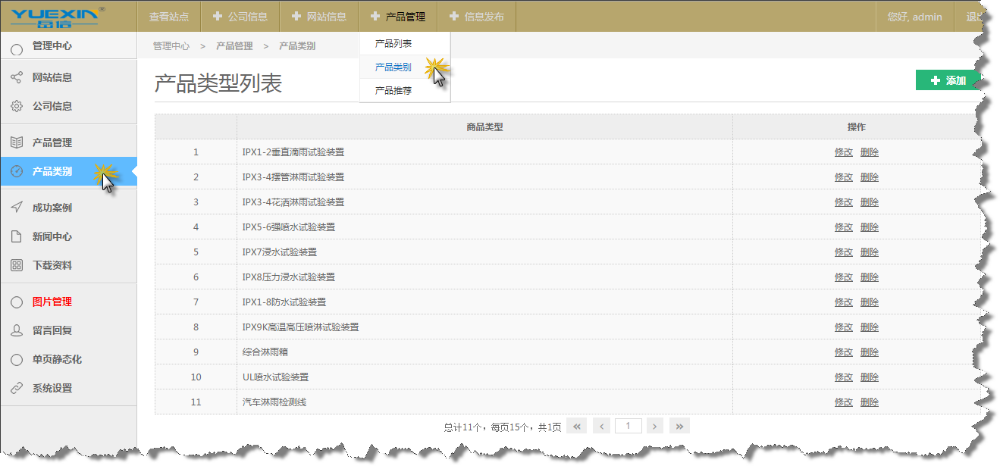 YUEXIN®
岳信
查看站点 公司信息 网站信息 产品管理 信息发布 您好, admin
管理中心
网站信息
公司信息
产品管理
产品类别
成功案例
新闻中心
下载资料
图片管理
留言回复
单页静态化
系统设置
管理中心 > 产品管理 > 产品类别
产品列表
产品类别
产品推荐
产品类型列表
添加
商品类型 操作
1 IPX1-2垂直滴雨试验装置 修改 删除
2 IPX3-4摆管淋雨试验装置 修改 删除
3 IPX3-4花洒淋雨试验装置 修改 删除
4 IPX5-6强喷水试验装置 修改 删除
5 IPX7浸水试验装置 修改 删除
6 IPX8压力浸水试验装置 修改 删除
7 IPX1-8防水试验装置 修改 删除
8 IPX9K高温高压喷淋试验装置 修改 删除
9 综合淋雨箱 修改 删除
10 UL喷水试验装置 修改 删除
11 汽车淋雨检测线 修改 删除
总计11个，每页15个，共1页 « ‹ 1 › »